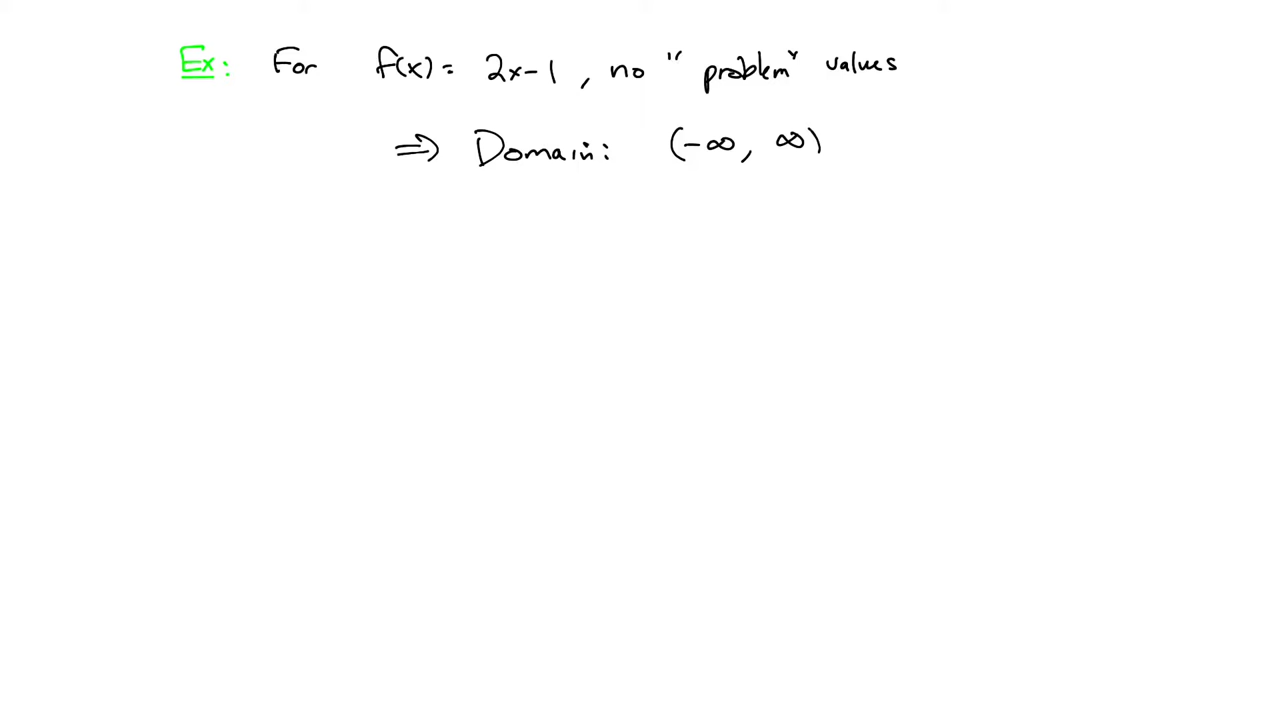 Ex: For f(x) = 2x-1, no "problem" values
⇒ Domain: (-∞, ∞)